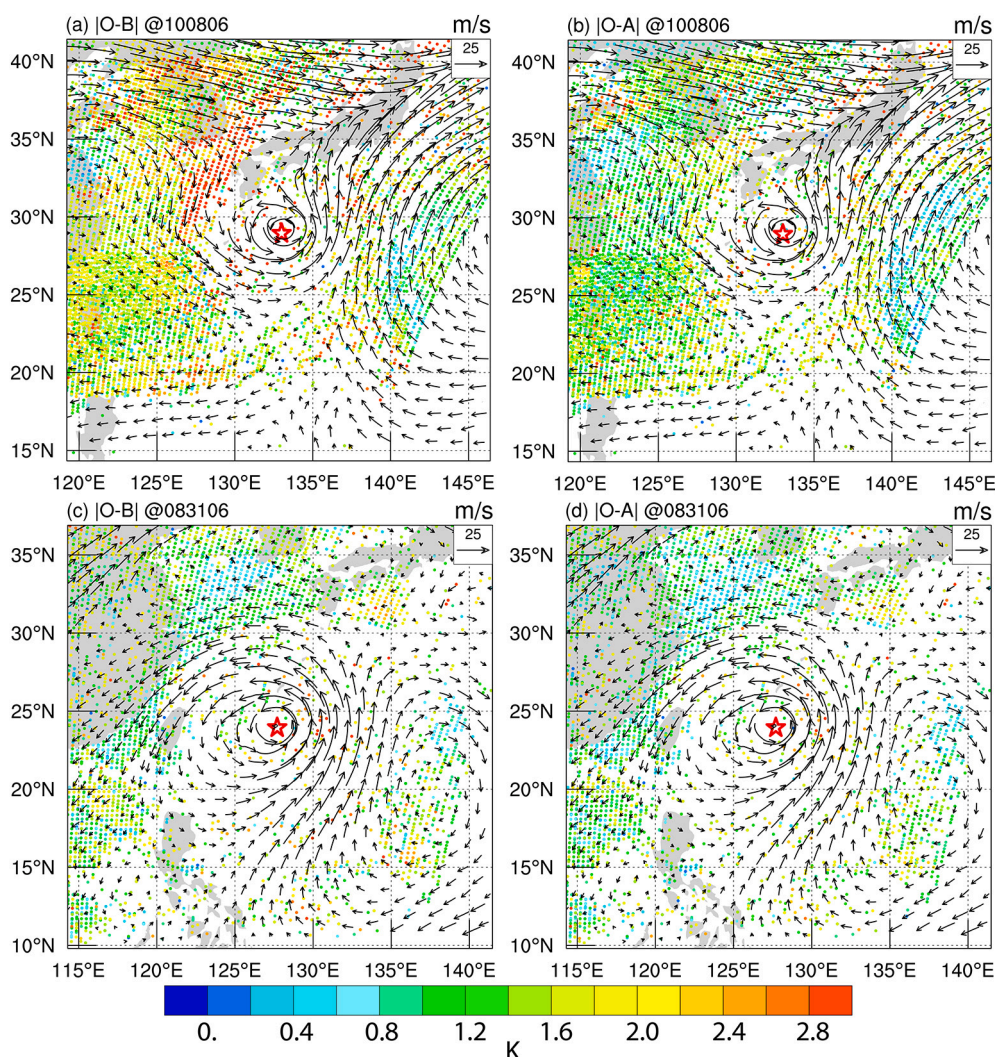 (a) |O-B| @100806 m/s
25
40°N
35°N
30°N
25°N
20°N
15°N
120°E 125°E 130°E 135°E 140°E 145°E
(b) |O-A| @100806 m/s
25
40°N
35°N
30°N
25°N
20°N
15°N
120°E 125°E 130°E 135°E 140°E 145°E
(c) |O-B| @083106 m/s
25
35°N
30°N
25°N
20°N
15°N
10°N
115°E 120°E 125°E 130°E 135°E 140°E
(d) |O-A| @083106 m/s
25
35°N
30°N
25°N
20°N
15°N
10°N
115°E 120°E 125°E 130°E 135°E 140°E
0. 0.4 0.8 1.2 1.6 2.0 2.4 2.8
K